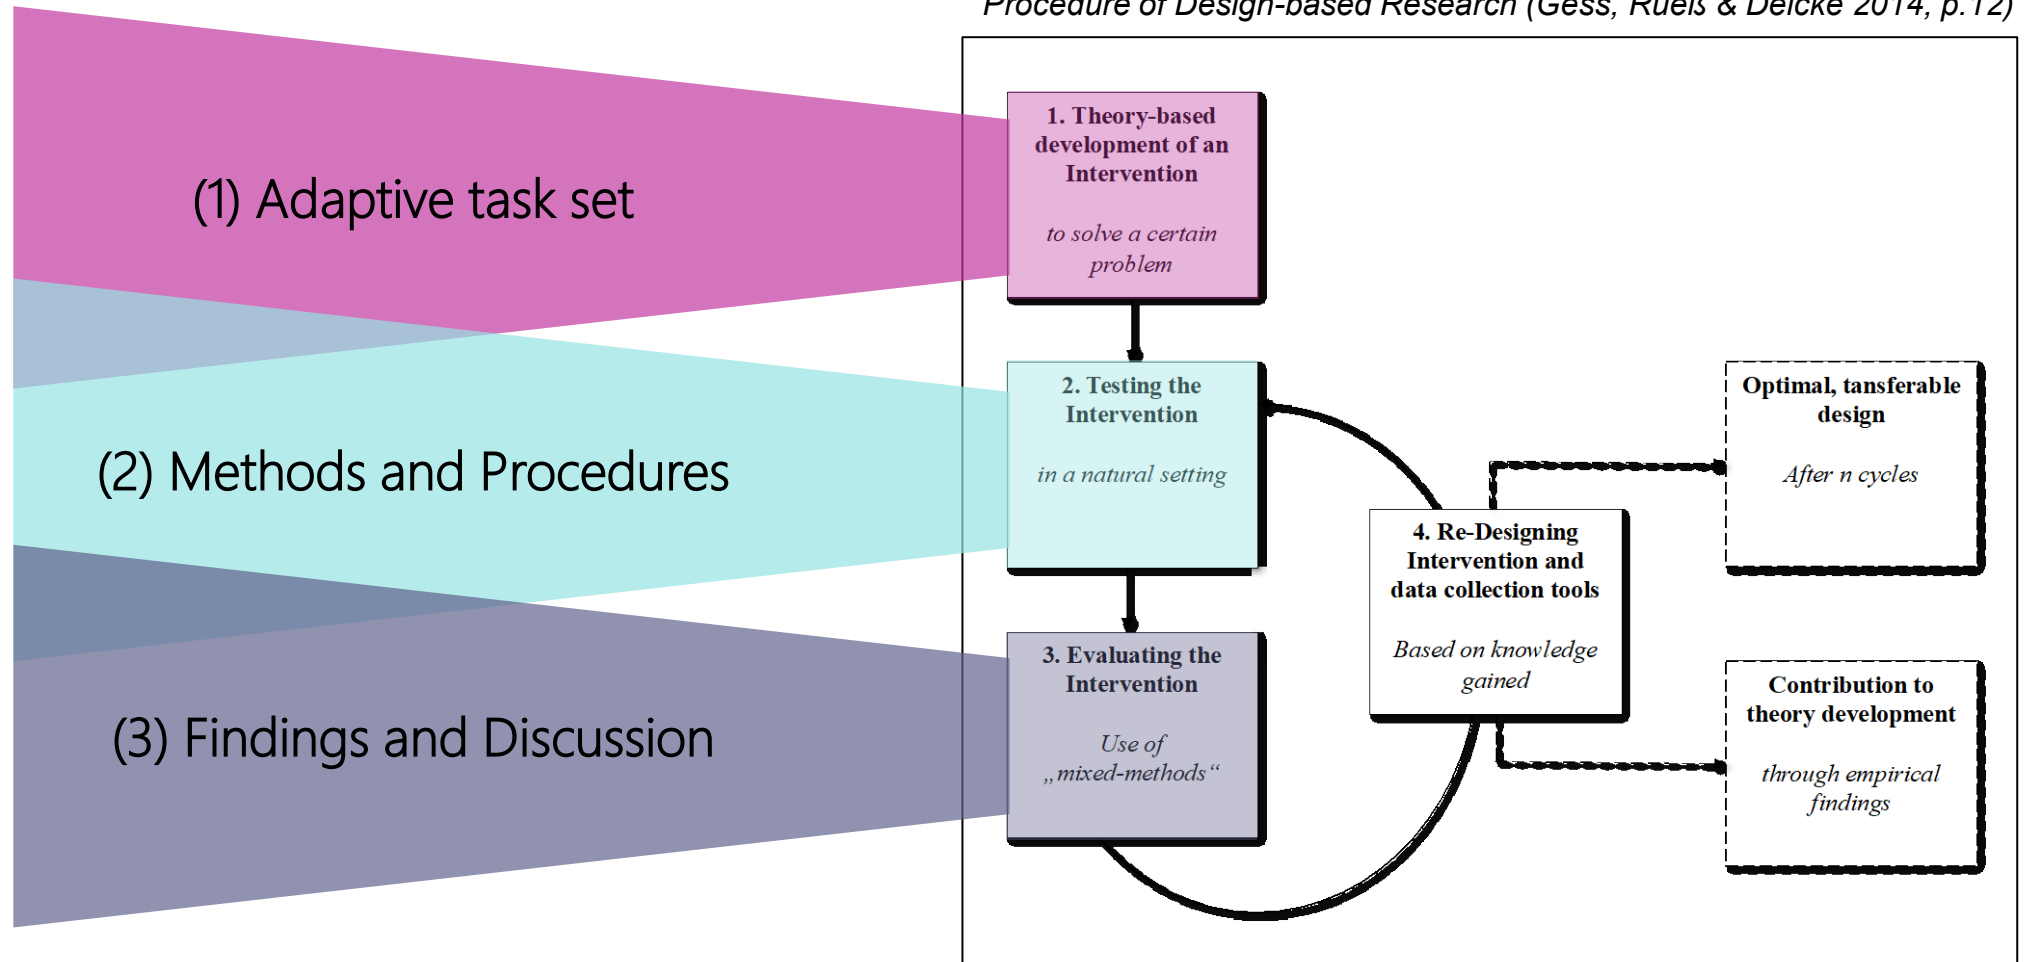 Procedure of Design-based Research (Gess, Rueß & Deicke 2014, p.12)
(1) Adaptive task set
(2) Methods and Procedures
(3) Findings and Discussion
1. Theory-based
development of an
Intervention
to solve a certain
problem
2. Testing the
Intervention
in a natural setting
3. Evaluating the
Intervention
Use of
„mixed-methods“
4. Re-Designing
Intervention and
data collection tools
Based on knowledge
gained
Optimal, tansferable
design
After n cycles
Contribution to
theory development
through empirical
findings